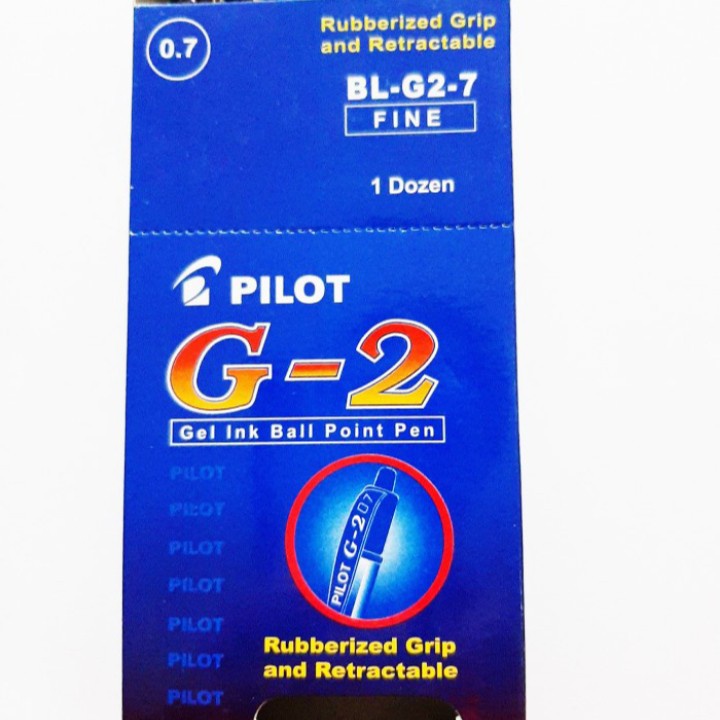 0.7
Rubberized Grip
and Retractable
BL-G2-7
FINE
1 Dozen
PILOT
G-2
Gel Ink Ball Point Pen
PILOT
PILOT
PILOT
PILOT
PILOT
PILOT
PILOT
PILOT G-2 07
Rubberized Grip
and Retractable